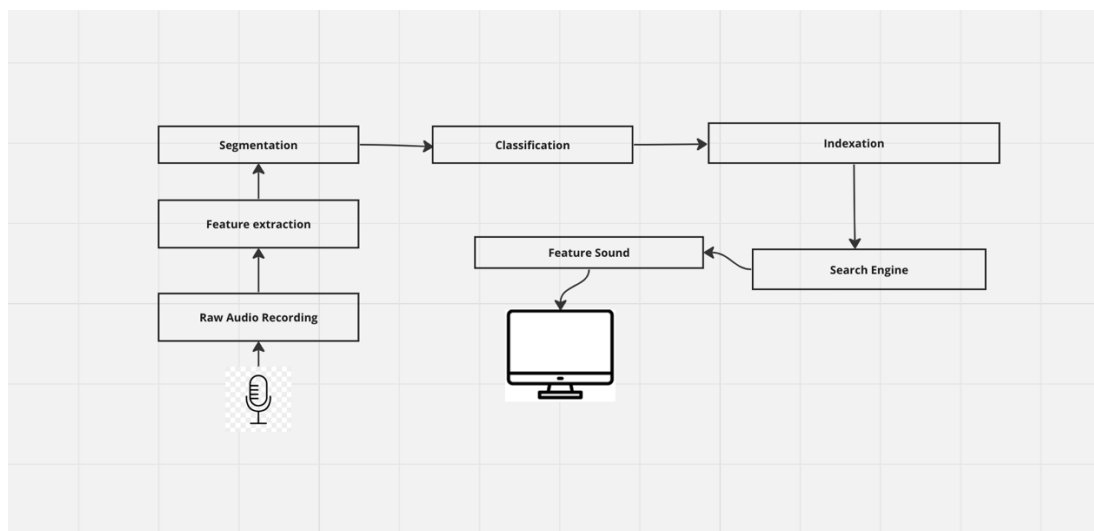 Segmentation
Classification
Indexation
Feature extraction
Feature Sound
Search Engine
Raw Audio Recording